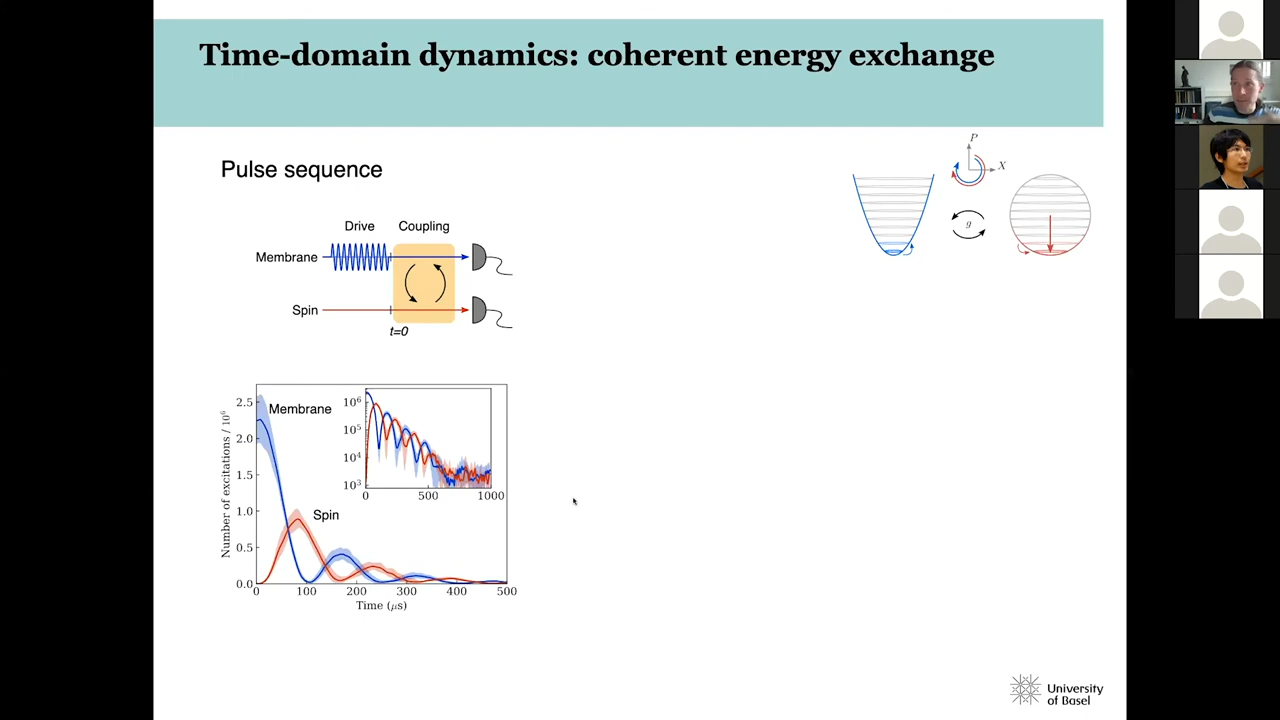 Time-domain dynamics: coherent energy exchange
Pulse sequence
P
X
g
Drive
Coupling
Membrane
Spin
t=0
Number of excitations / 10⁶
2.5
2.0
1.5
1.0
0.5
0.0
Membrane
Spin
10⁶
10⁵
10⁴
10³
0 500 1000
0 100 200 300 400 500
Time (μs)
University
of Basel